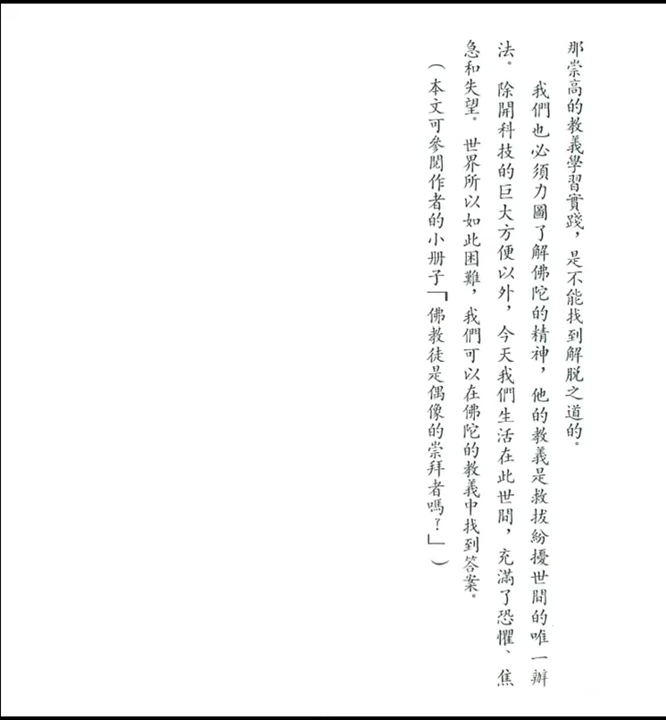 那崇高的教義學習實踐，是不能找到解脫之道的。
我們也必須力圖了解佛陀的精神，他的教義是救拔紛擾世間的唯一辦
法。除開科技的巨大方便以外，今天我們生活在此世間，充滿了恐懼、焦
急和失望。世界所以如此困難，我們可以在佛陀的教義中找到答案。
（本文可參閱作者的小册子「佛教徒是偶像的崇拜者嗎？」）